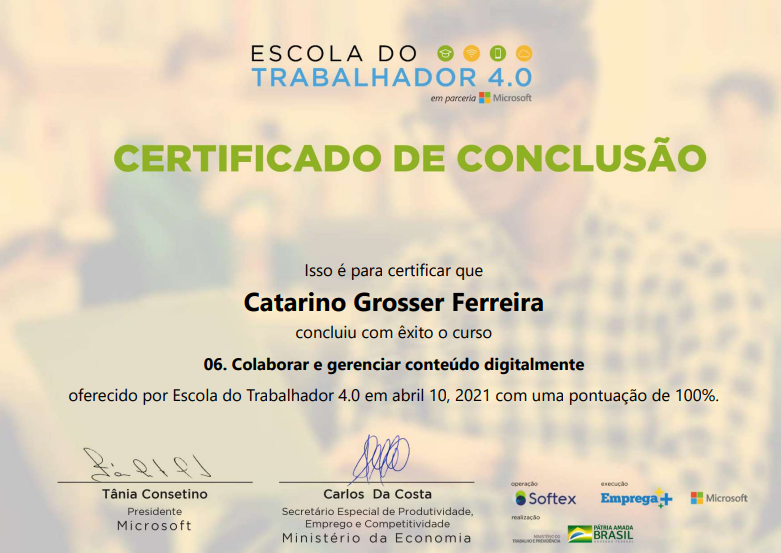 ESCOLA DO
TRABALHADOR 4.0
em parceria Microsoft
CERTIFICADO DE CONCLUSÃO
Isso é para certificar que
Catarino Grosser Ferreira
concluiu com êxito o curso
06. Colaborar e gerenciar conteúdo digitalmente
oferecido por Escola do Trabalhador 4.0 em abril 10, 2021 com uma pontuação de 100%.
Tânia Consetino
Presidente
Microsoft
Carlos Da Costa
Secretário Especial de Produtividade,
Emprego e Competitividade
Ministério da Economia
operação
Softex
execução
Emprega+
Microsoft
realização
MINISTÉRIO DO
TRABALHO E PREVIDÊNCIA
PÁTRIA AMADA
BRASIL
GOVERNO FEDERAL